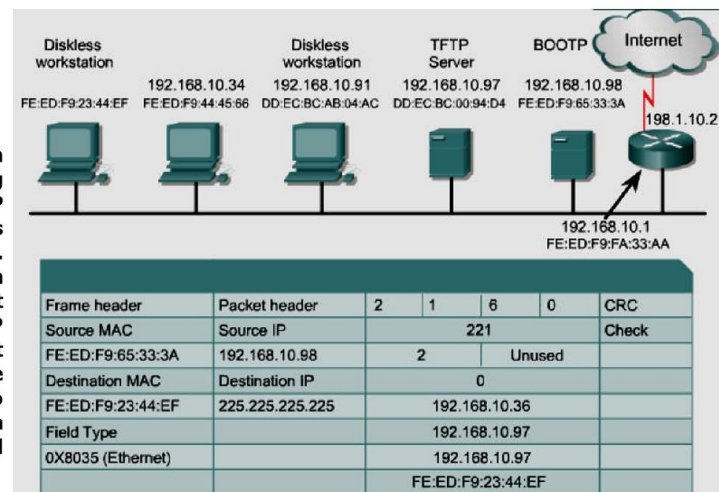 Diskless
workstation
Diskless
workstation
TFTP
Server
BOOTP
Internet
192.168.10.34
192.168.10.91
192.168.10.97
192.168.10.98
FE:ED:F9:23:44:EF
FE:ED:F9:44:45:66
DD:EC:BC:AB:04:AC
DD:EC:BC:00:94:D4
FE:ED:F9:65:33:3A
198.1.10.2
192.168.10.1
FE:ED:F9:FA:33:AA
Frame header Packet header 2 1 6 0 CRC
Source MAC Source IP 221 Check
FE:ED:F9:65:33:3A 192.168.10.98 2 Unused
Destination MAC Destination IP 0
FE:ED:F9:23:44:EF 225.225.225.225 192.168.10.36
Field Type 192.168.10.97
0X8035 (Ethernet) 192.168.10.97
FE:ED:F9:23:44:EF